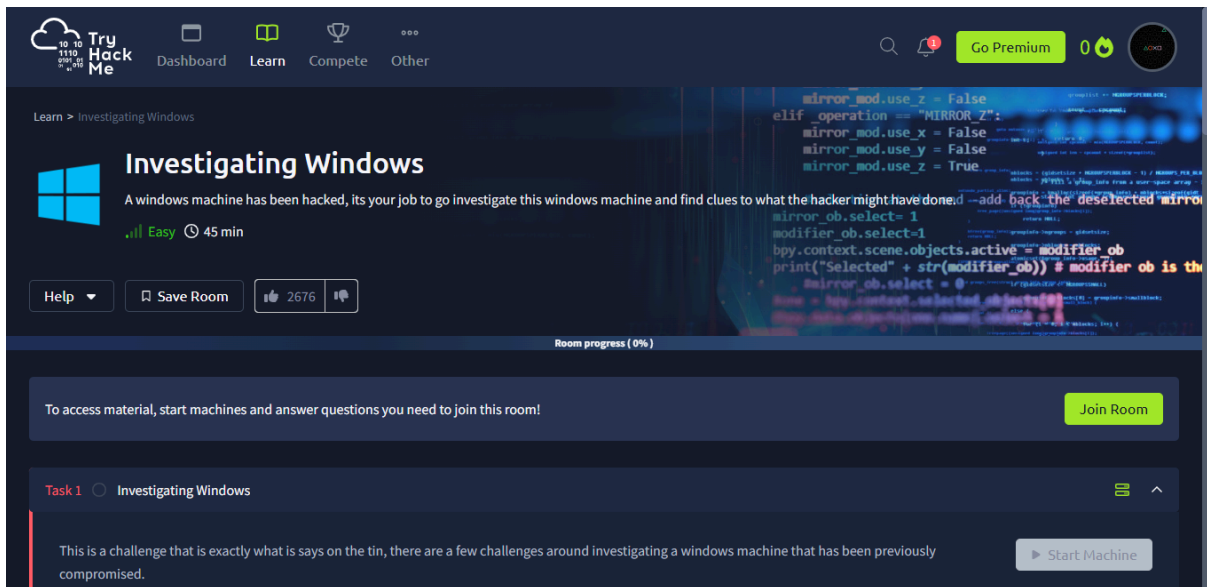 Try
Hack
Me
Dashboard
Learn
Compete
Other
1
Go Premium
0
Learn > Investigating Windows
Investigating Windows
A windows machine has been hacked, its your job to go investigate this windows machine and find clues to what the hacker might have done.
Easy 45 min
mirror_mod.use_z = False
elif _operation == "MIRROR_Z":
mirror_mod.use_x = False
mirror_mod.use_y = False
mirror_mod.use_z = True
-add back the deselected mirro
mirror_ob.select= 1
modifier_ob.select=1
bpy.context.scene.objects.active = modifier_ob
print("Selected" + str(modifier_ob)) # modifier ob is the
mirror_ob.select = 0
Help
Save Room
2676
Room progress ( 0% )
To access material, start machines and answer questions you need to join this room!
Join Room
Task 1
Investigating Windows
This is a challenge that is exactly what is says on the tin, there are a few challenges around investigating a windows machine that has been previously
compromised.
Start Machine